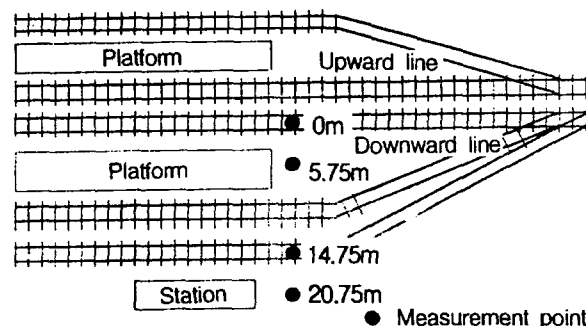 Platform
Upward line
0m
Downward line
Platform
5.75m
14.75m
Station
20.75m
Measurement point